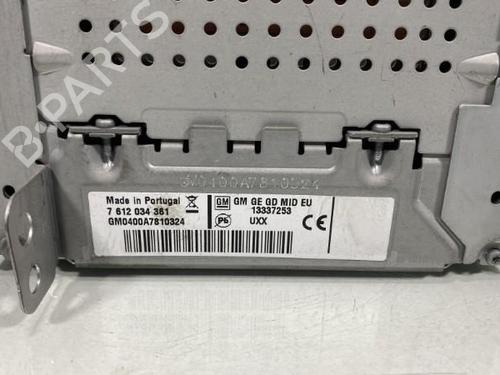 B-PARTS
GM0400A7810324
Made in Portugal
7 612 034 361
GM0400A7810324
GM GM GE GD MID EU
13337253
Pb UXX
CE